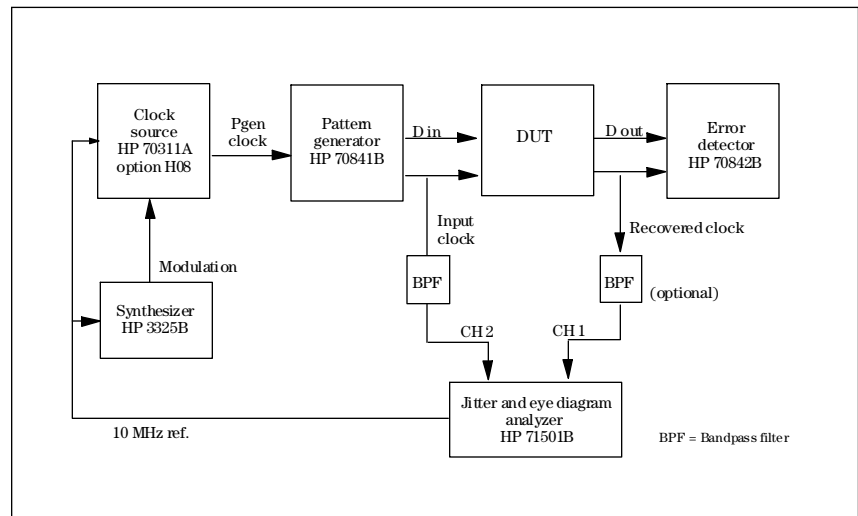 Clock
source
HP 70311A
option H08
Pgen
clock
Pattern
generator
HP 70841B
D in
DUT
D out
Error
detector
HP 70842B
Input
clock
Recovered clock
Modulation
BPF
BPF
(optional)
Synthesizer
HP 3325B
CH 2
CH 1
Jitter and eye diagram
analyzer
HP 71501B
10 MHz ref.
BPF = Bandpass filter